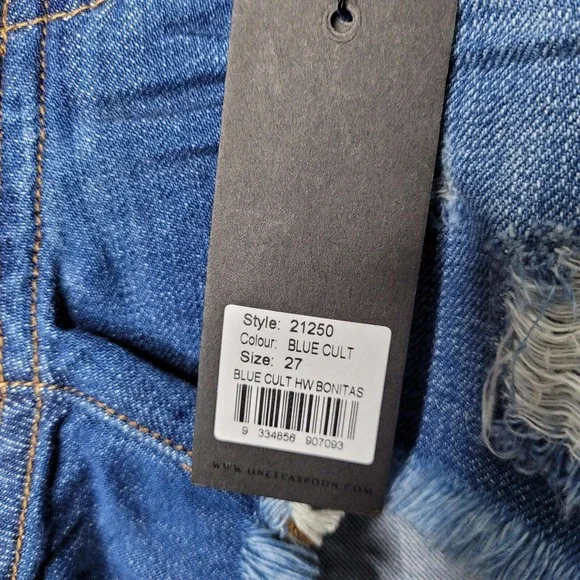 Style: 21250
Colour: BLUE CULT
Size: 27
BLUE CULT HW BONITAS
9 334856 907093
WWW.ONETEASPOON.COM